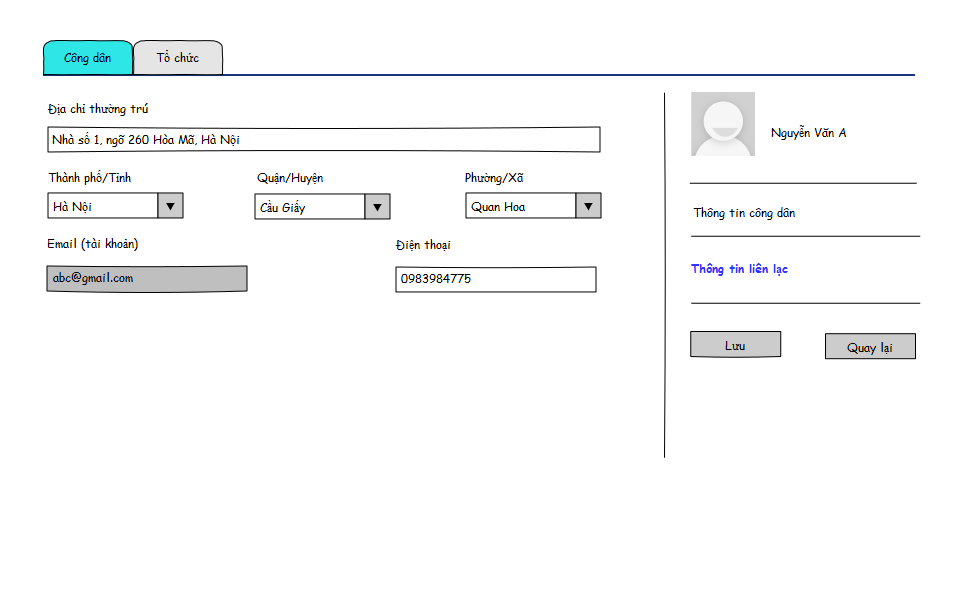 Công dân
Tổ chức
Địa chỉ thường trú
Nhà số 1, ngõ 260 Hòa Mã, Hà Nội
Thành phố/Tỉnh
Quận/Huyện
Phường/Xã
Hà Nội
Cầu Giấy
Quan Hoa
Email (tài khoản)
Điện thoại
abc@gmail.com
0983984775
Nguyễn Văn A
Thông tin công dân
Thông tin liên lạc
Lưu
Quay lại